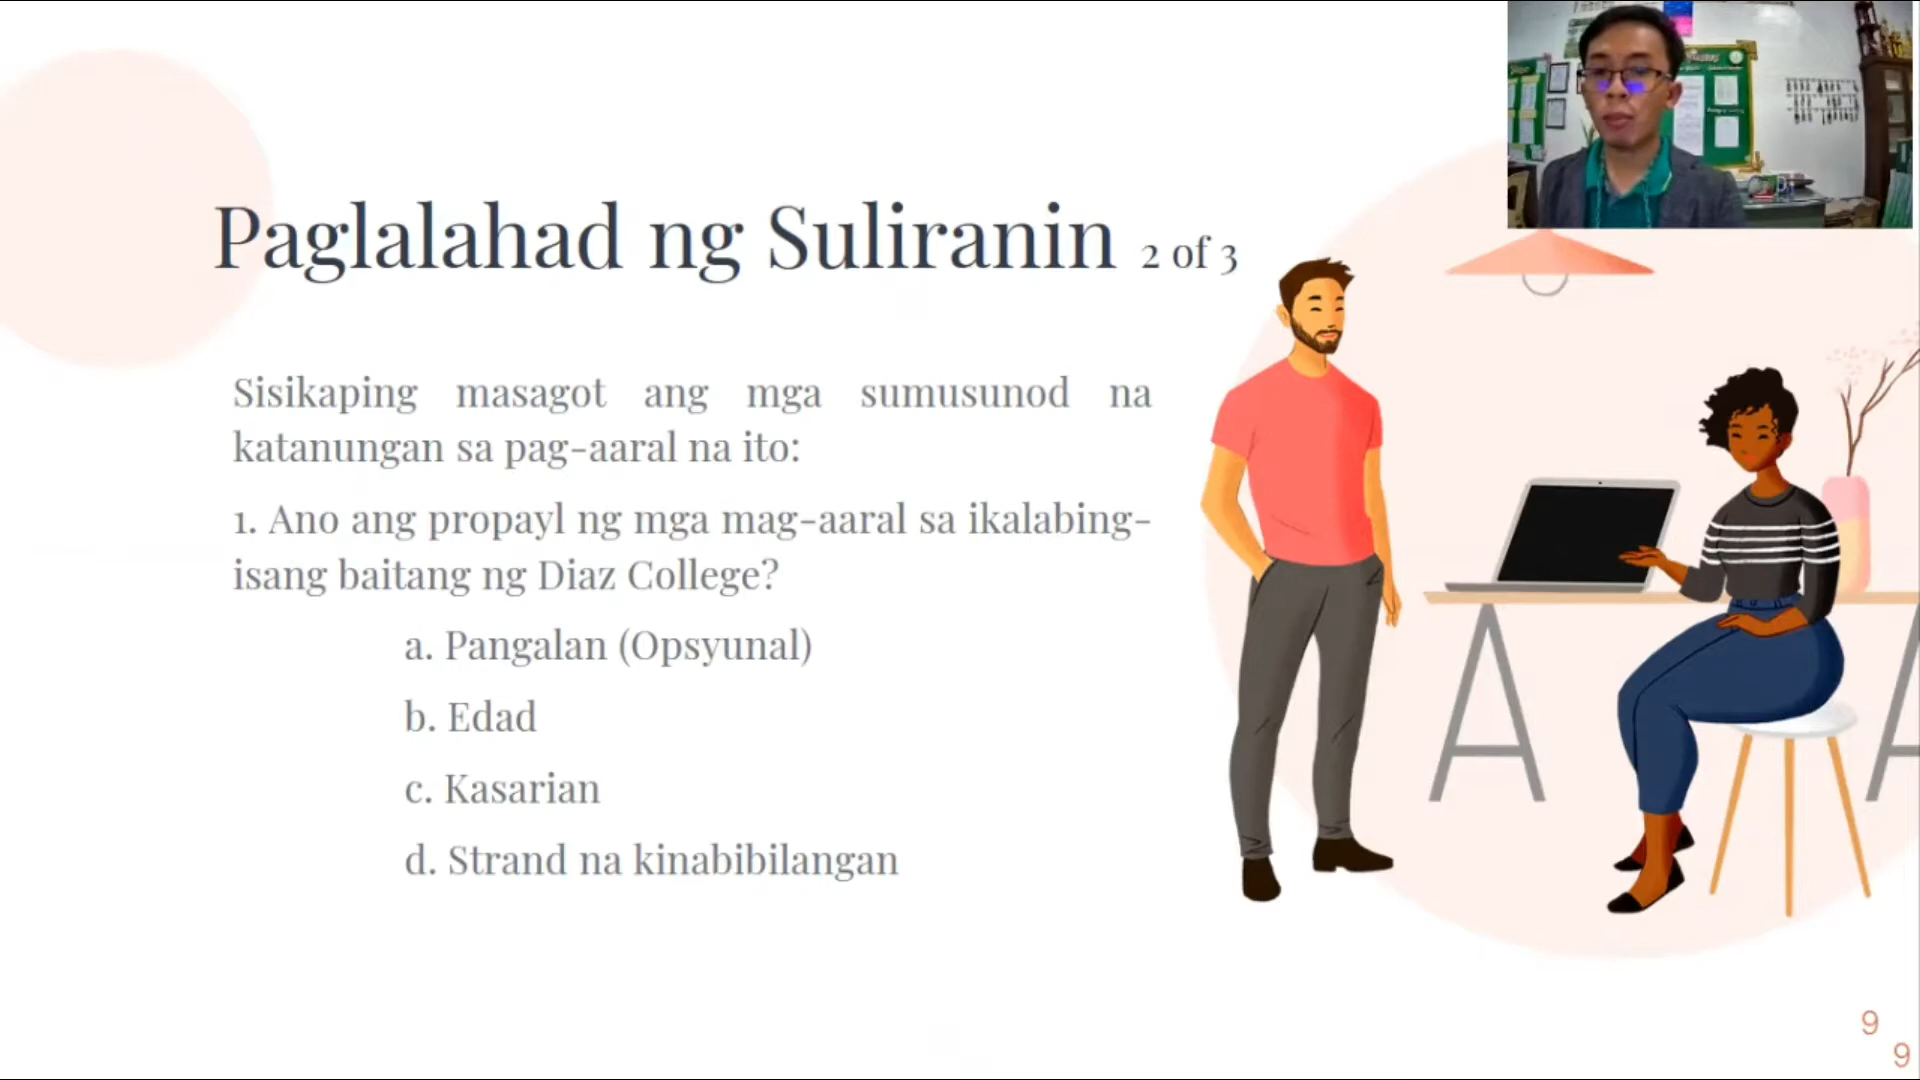 Paglalahad ng Suliranin 2 of 3
Sisikaping masagot ang mga sumusunod na
katanungan sa pag-aaral na ito:
1. Ano ang propayl ng mga mag-aaral sa ikalabing-
isang baitang ng Diaz College?
a. Pangalan (Opsyunal)
b. Edad
c. Kasarian
d. Strand na kinabibilangan
9
9